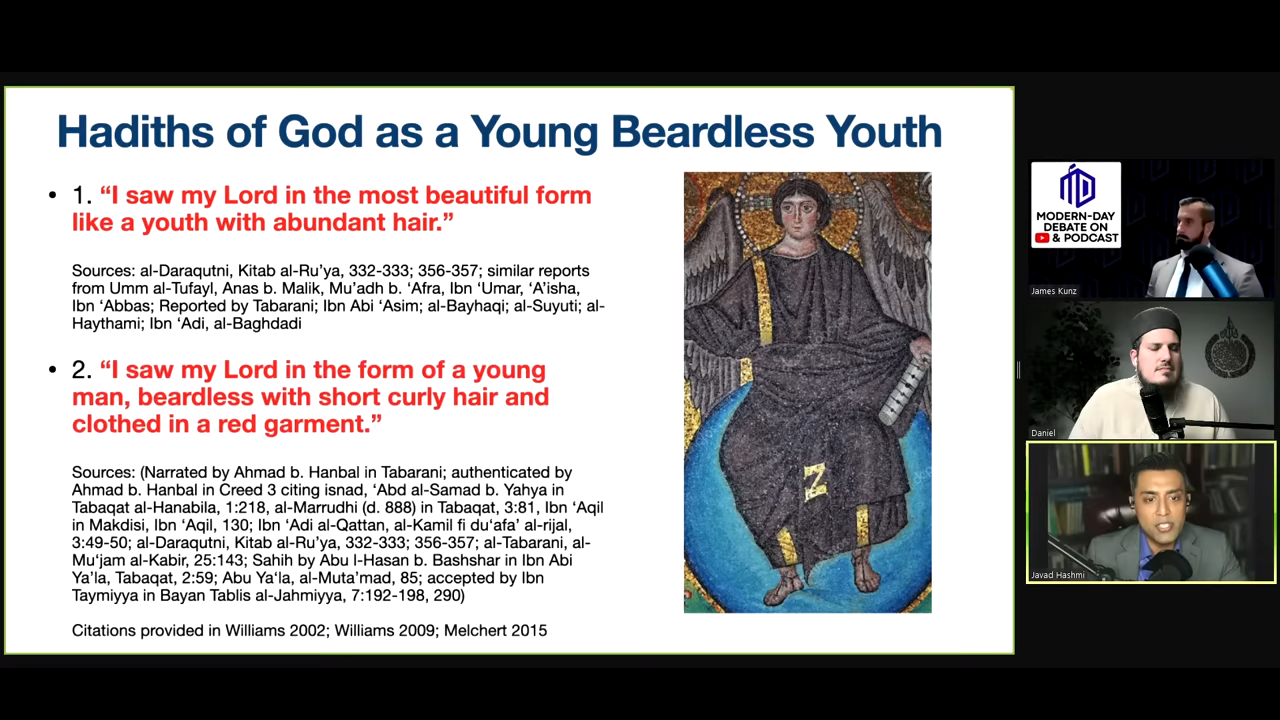 Hadiths of God as a Young Beardless Youth
• 1. “I saw my Lord in the most beautiful form
like a youth with abundant hair.”
Sources: al-Daraqutni, Kitab al-Ru’ya, 332-333; 356-357; similar reports
from Umm al-Tufayl, Anas b. Malik, Mu’adh b. ‘Afra, Ibn ‘Umar, ‘A’isha,
Ibn ‘Abbas; Reported by Tabarani; Ibn Abi ‘Asim; al-Bayhaqi; al-Suyuti; al-
Haythami; Ibn ‘Adi, al-Baghdadi
• 2. “I saw my Lord in the form of a young
man, beardless with short curly hair and
clothed in a red garment.”
Sources: (Narrated by Ahmad b. Hanbal in Tabarani; authenticated by
Ahmad b. Hanbal in Creed 3 citing isnad, ‘Abd al-Samad b. Yahya in
Tabaqat al-Hanabila, 1:218, al-Marrudhi (d. 888) in Tabaqat, 3:81, Ibn ‘Aqil
in Makdisi, Ibn ‘Aqil, 130; Ibn ‘Adi al-Qattan, al-Kamil fi du‘afa’ al-rijal,
3:49-50; al-Daraqutni, Kitab al-Ru’ya, 332-333; 356-357; al-Tabarani, al-
Mu‘jam al-Kabir, 25:143; Sahih by Abu l-Hasan b. Bashshar in Ibn Abi
Ya’la, Tabaqat, 2:59; Abu Ya‘la, al-Muta’mad, 85; accepted by Ibn
Taymiyya in Bayan Tablis al-Jahmiyya, 7:192-198, 290)
Citations provided in Williams 2002; Williams 2009; Melchert 2015
Z
MODERN-DAY
DEBATE ON
& PODCAST
James Kunz
Daniel
Javad Hashmi